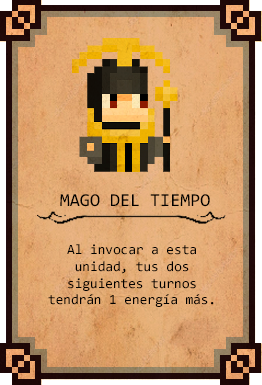 MAGO DEL TIEMPO
Al invocar a esta
unidad, tus dos
siguientes turnos
tendrán 1 energía más.